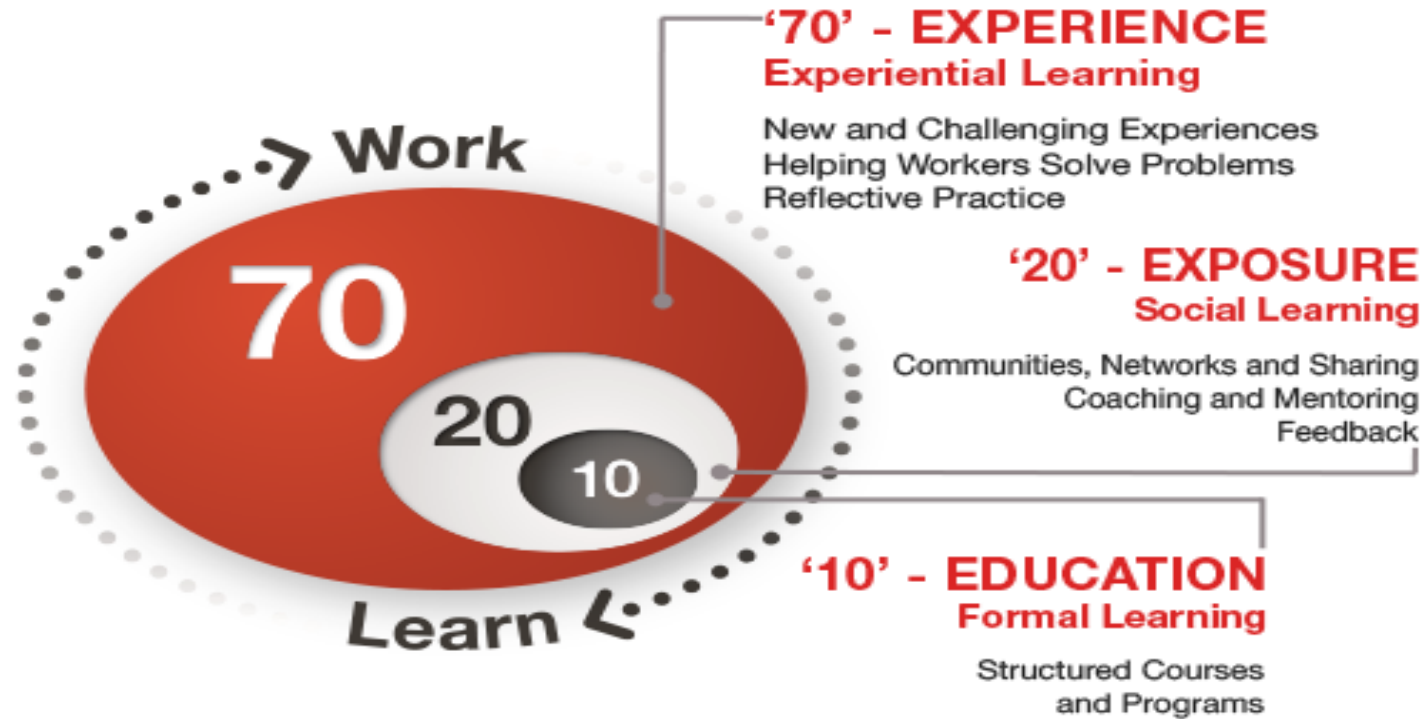 ‘70’ - EXPERIENCE
Experiential Learning
New and Challenging Experiences
Helping Workers Solve Problems
Reflective Practice
Work
70
‘20’ - EXPOSURE
Social Learning
Communities, Networks and Sharing
Coaching and Mentoring
Feedback
20
10
‘10’ - EDUCATION
Formal Learning
Structured Courses
and Programs
Learn